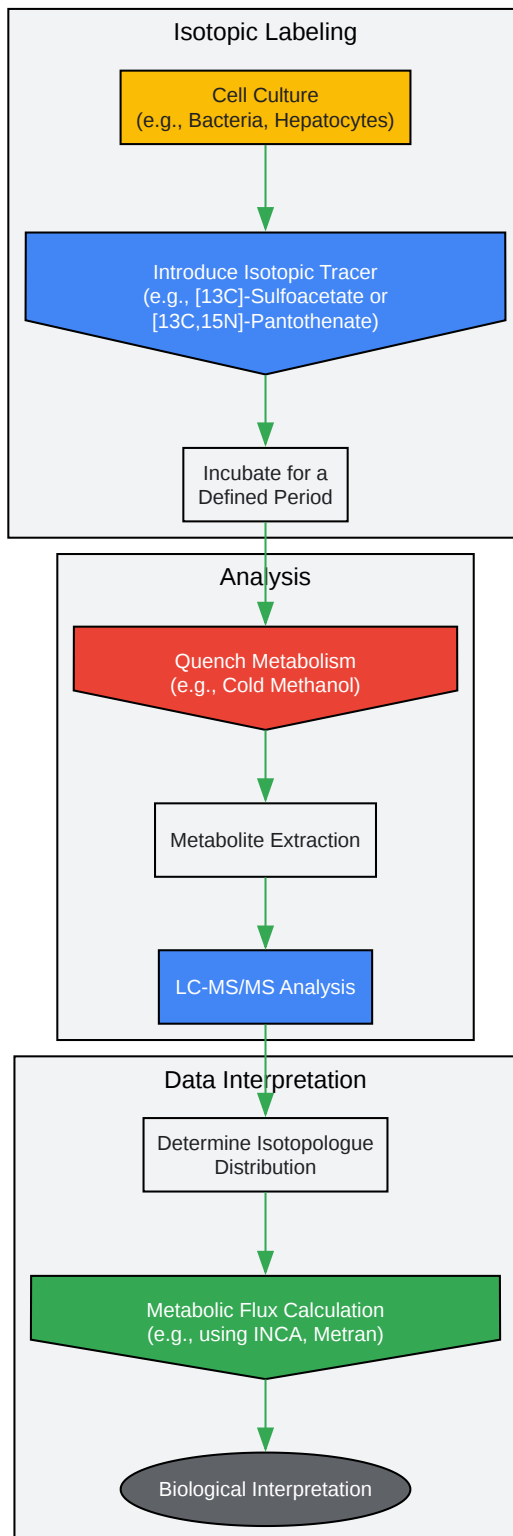 Isotopic Labeling
Cell Culture
(e.g., Bacteria, Hepatocytes)
Introduce Isotopic Tracer
(e.g., [13C]-Sulfoacetate or
[13C,15N]-Pantothenate)
Incubate for a
Defined Period
Analysis
Quench Metabolism
(e.g., Cold Methanol)
Metabolite Extraction
LC-MS/MS Analysis
Data Interpretation
Determine Isotopologue
Distribution
Metabolic Flux Calculation
(e.g., using INCA, Metran)
Biological Interpretation